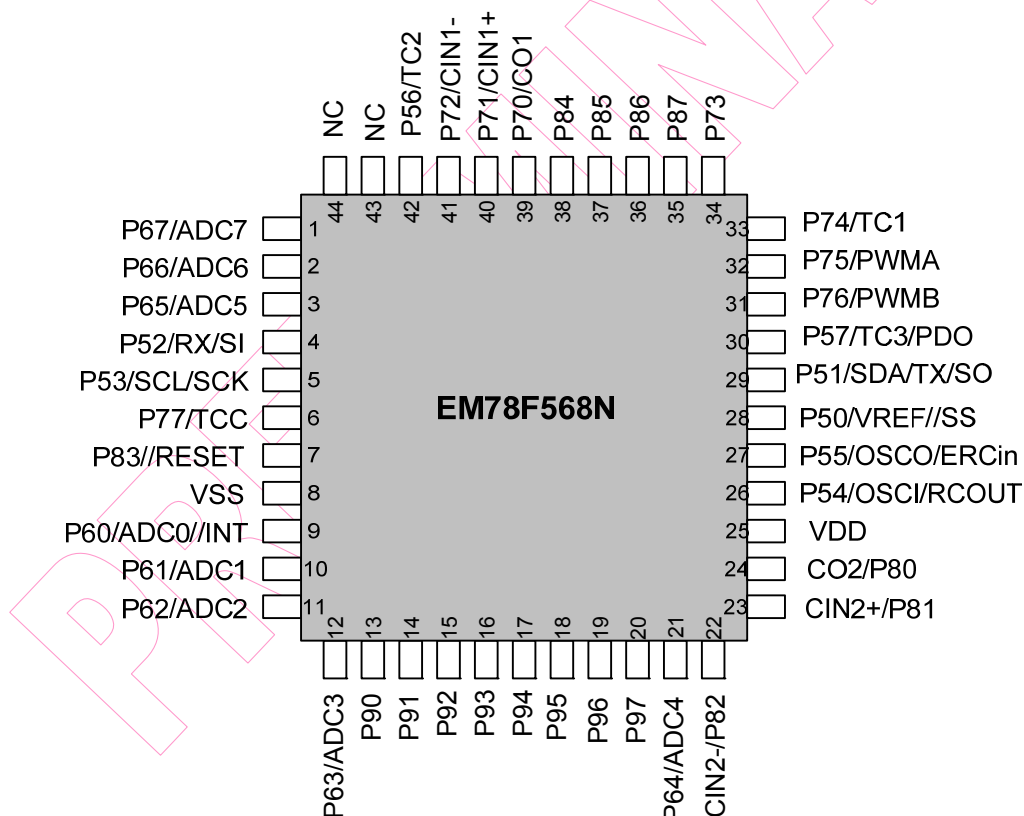 NC
NC
P56/TC2
P72/CIN1-
P71/CIN1+
P70/CO1
P84
P85
P86
P87
P73
44
43
42
41
40
39
38
37
36
35
34
P67/ADC7 1
P66/ADC6 2
P65/ADC5 3
P52/RX/SI 4
P53/SCL/SCK 5
P77/TCC 6
P83//RESET 7
VSS 8
P60/ADC0//INT 9
P61/ADC1 10
P62/ADC2 11
EM78F568N
33 P74/TC1
32 P75/PWMA
31 P76/PWMB
30 P57/TC3/PDO
29 P51/SDA/TX/SO
28 P50/VREF//SS
27 P55/OSCO/ERCin
26 P54/OSCI/RCOUT
25 VDD
24 CO2/P80
23 CIN2+/P81
12
13
14
15
16
17
18
19
20
21
22
P63/ADC3
P90
P91
P92
P93
P94
P95
P96
P97
P64/ADC4
CIN2-/P82